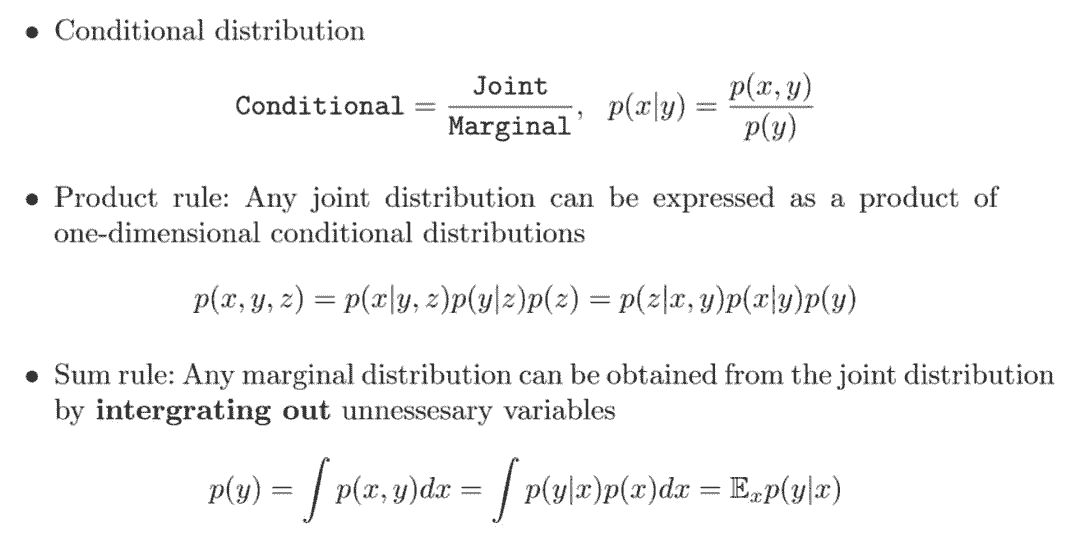 • Conditional distribution
Conditional = Joint / Marginal, p(x|y) = p(x, y) / p(y)
• Product rule: Any joint distribution can be expressed as a product of
one-dimensional conditional distributions
p(x, y, z) = p(x|y, z)p(y|z)p(z) = p(z|x, y)p(x|y)p(y)
• Sum rule: Any marginal distribution can be obtained from the joint distribution
by intergrating out unnessesary variables
p(y) = ∫ p(x, y)dx = ∫ p(y|x)p(x)dx = 𝔼ₓp(y|x)